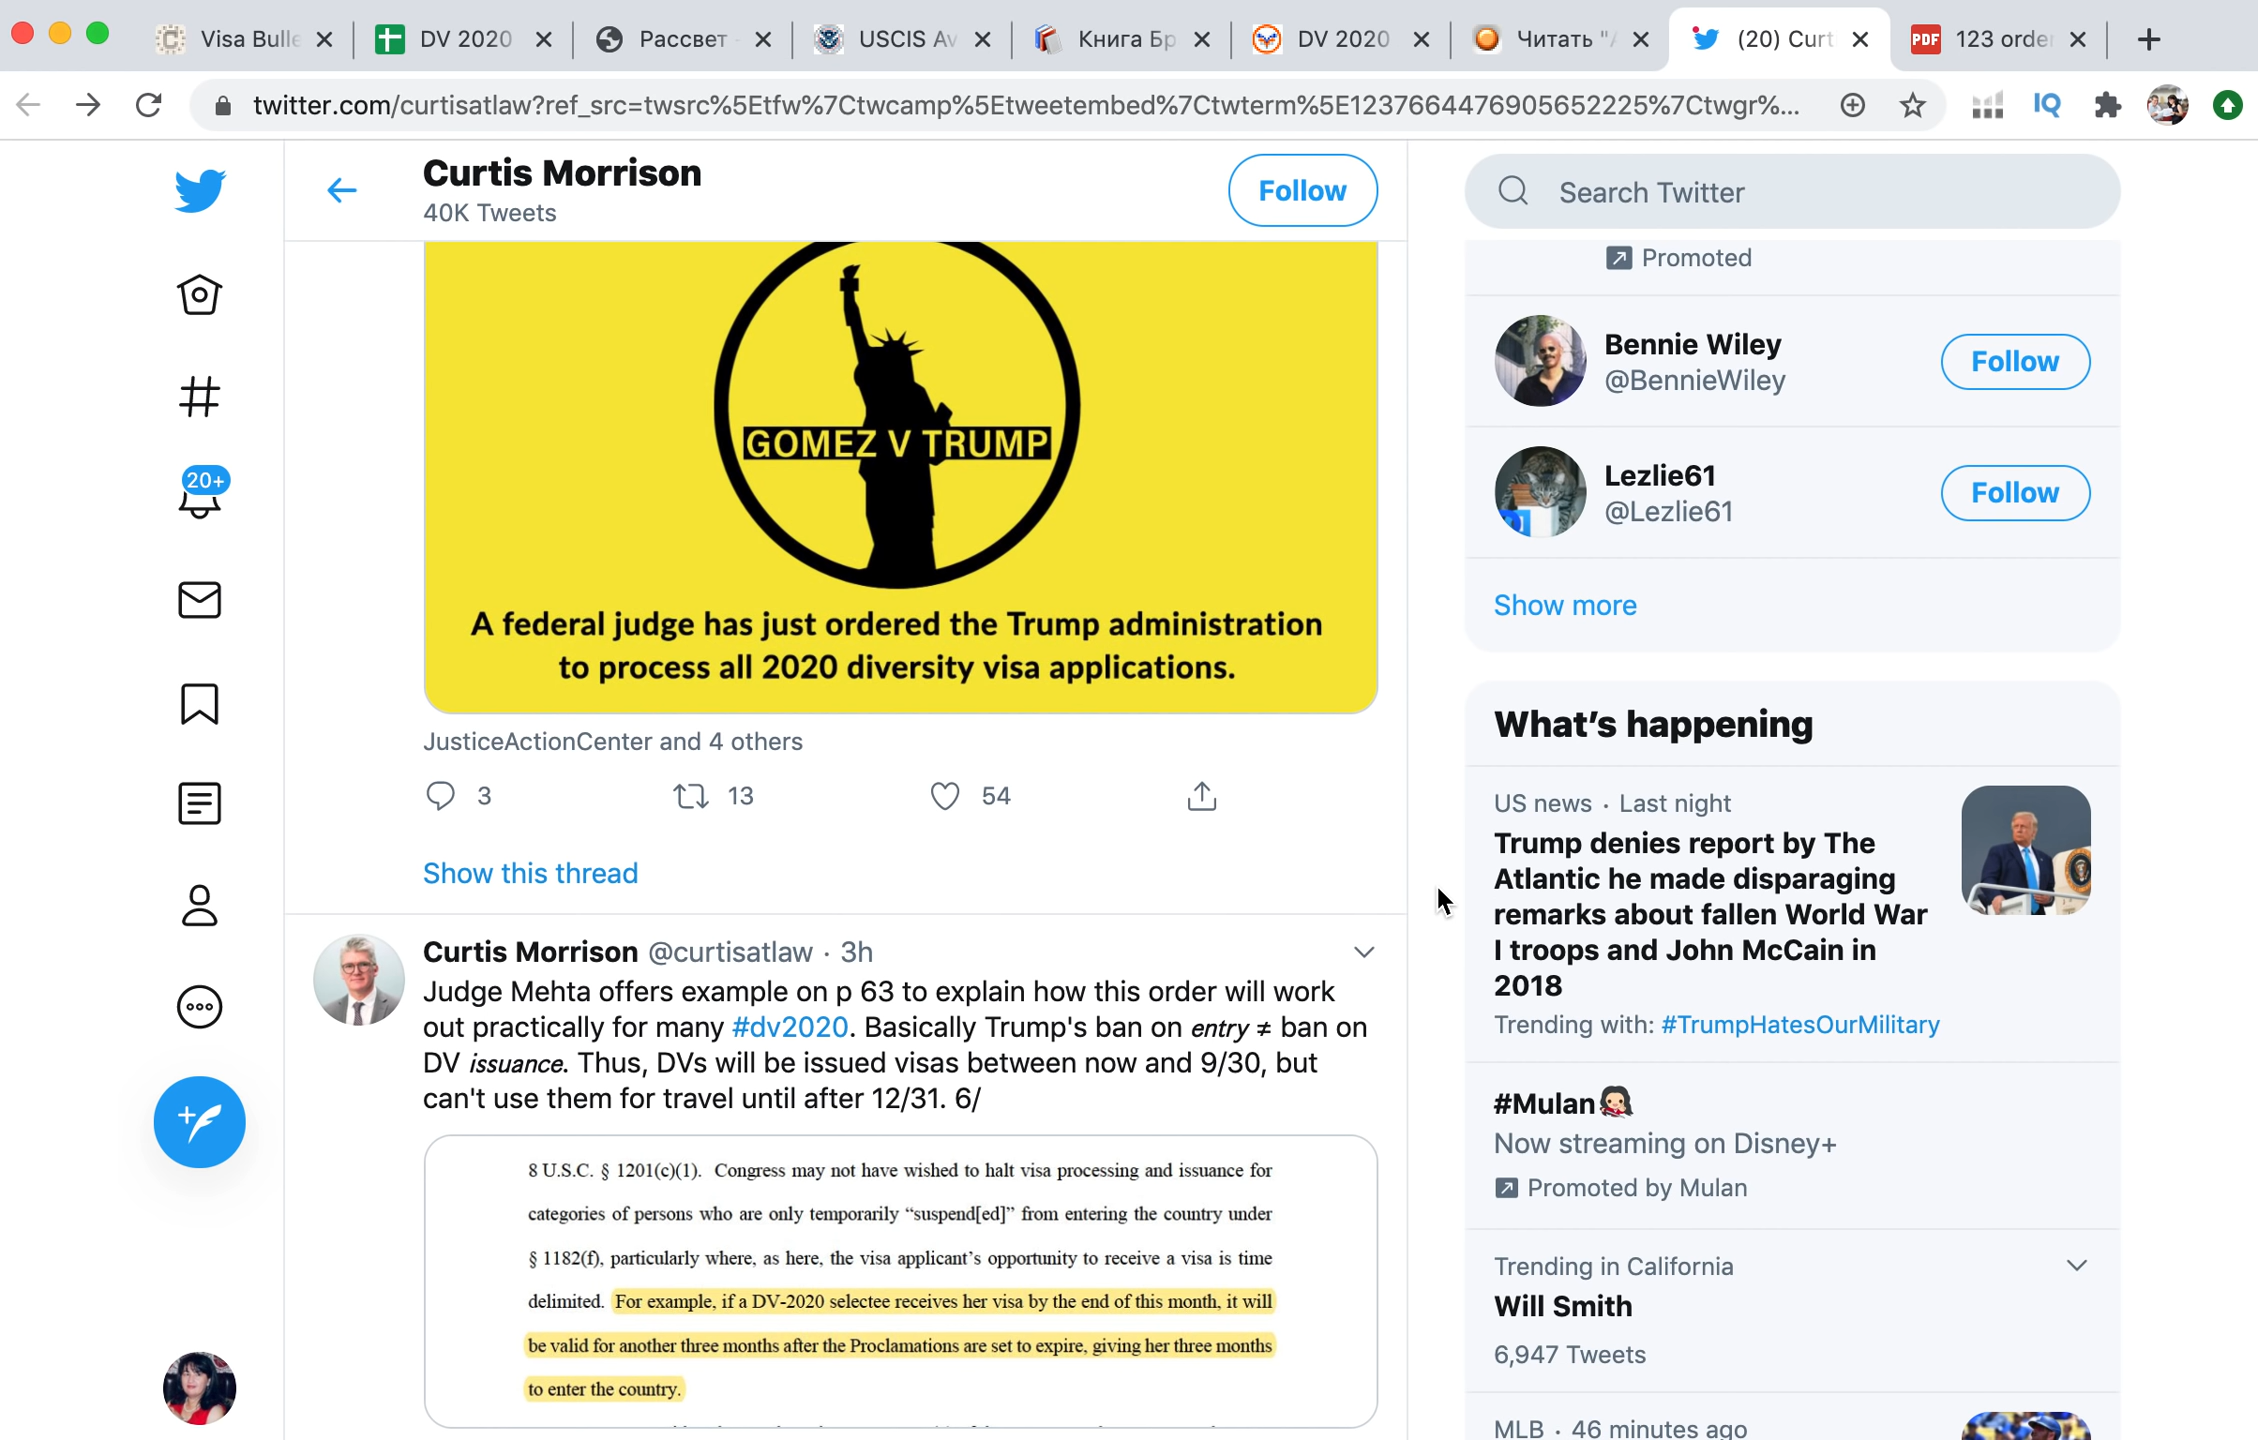 Visa Bulle
DV 2020
Рассвет -
USCIS Av
Книга Бр
DV 2020
Читать "
(20) Curt
PDF
123 orde
twitter.com/curtisatlaw?ref_src=twsrc%5Etfw%7Ctwcamp%5Etweetembed%7Ctwterm%5E1237664476905652225%7Ctwgr%...
IQ
Curtis Morrison
40K Tweets
Follow
20+
GOMEZ V TRUMP
A federal judge has just ordered the Trump administration
to process all 2020 diversity visa applications.
JusticeActionCenter and 4 others
3
13
54
Show this thread
Curtis Morrison @curtisatlaw · 3h
Judge Mehta offers example on p 63 to explain how this order will work
out practically for many #dv2020. Basically Trump's ban on entry ≠ ban on
DV issuance. Thus, DVs will be issued visas between now and 9/30, but
can't use them for travel until after 12/31. 6/
8 U.S.C. § 1201(c)(1). Congress may not have wished to halt visa processing and issuance for
categories of persons who are only temporarily “suspend[ed]” from entering the country under
§ 1182(f), particularly where, as here, the visa applicant’s opportunity to receive a visa is time
delimited. For example, if a DV-2020 selectee receives her visa by the end of this month, it will
be valid for another three months after the Proclamations are set to expire, giving her three months
to enter the country.
Search Twitter
Promoted
Bennie Wiley
@BennieWiley
Follow
Lezlie61
@Lezlie61
Follow
Show more
What’s happening
US news · Last night
Trump denies report by The
Atlantic he made disparaging
remarks about fallen World War
I troops and John McCain in
2018
Trending with: #TrumpHatesOurMilitary
#Mulan
Now streaming on Disney+
Promoted by Mulan
Trending in California
Will Smith
6,947 Tweets
MLB · 46 minutes ago